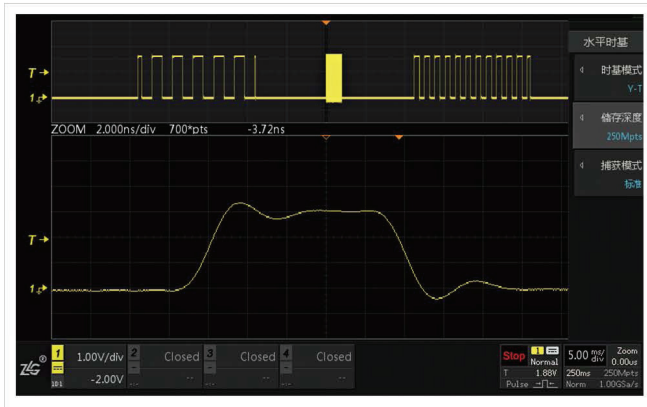 水平时基
T
时基模式
Y-T
1
储存深度
250Mpts
ZOOM 2.000ns/div 700*pts -3.72ns
捕获模式
标准
T
1
ZLG®
1 1.00V/div 2 Closed 3 Closed 4 Closed
-2.00V -- -- --
1D1
Stop 1 Normal 5.00 ms/div Zoom 0.00us
T 1.88V 250ms 250Mpts
Pulse Norm 1.00GSa/s